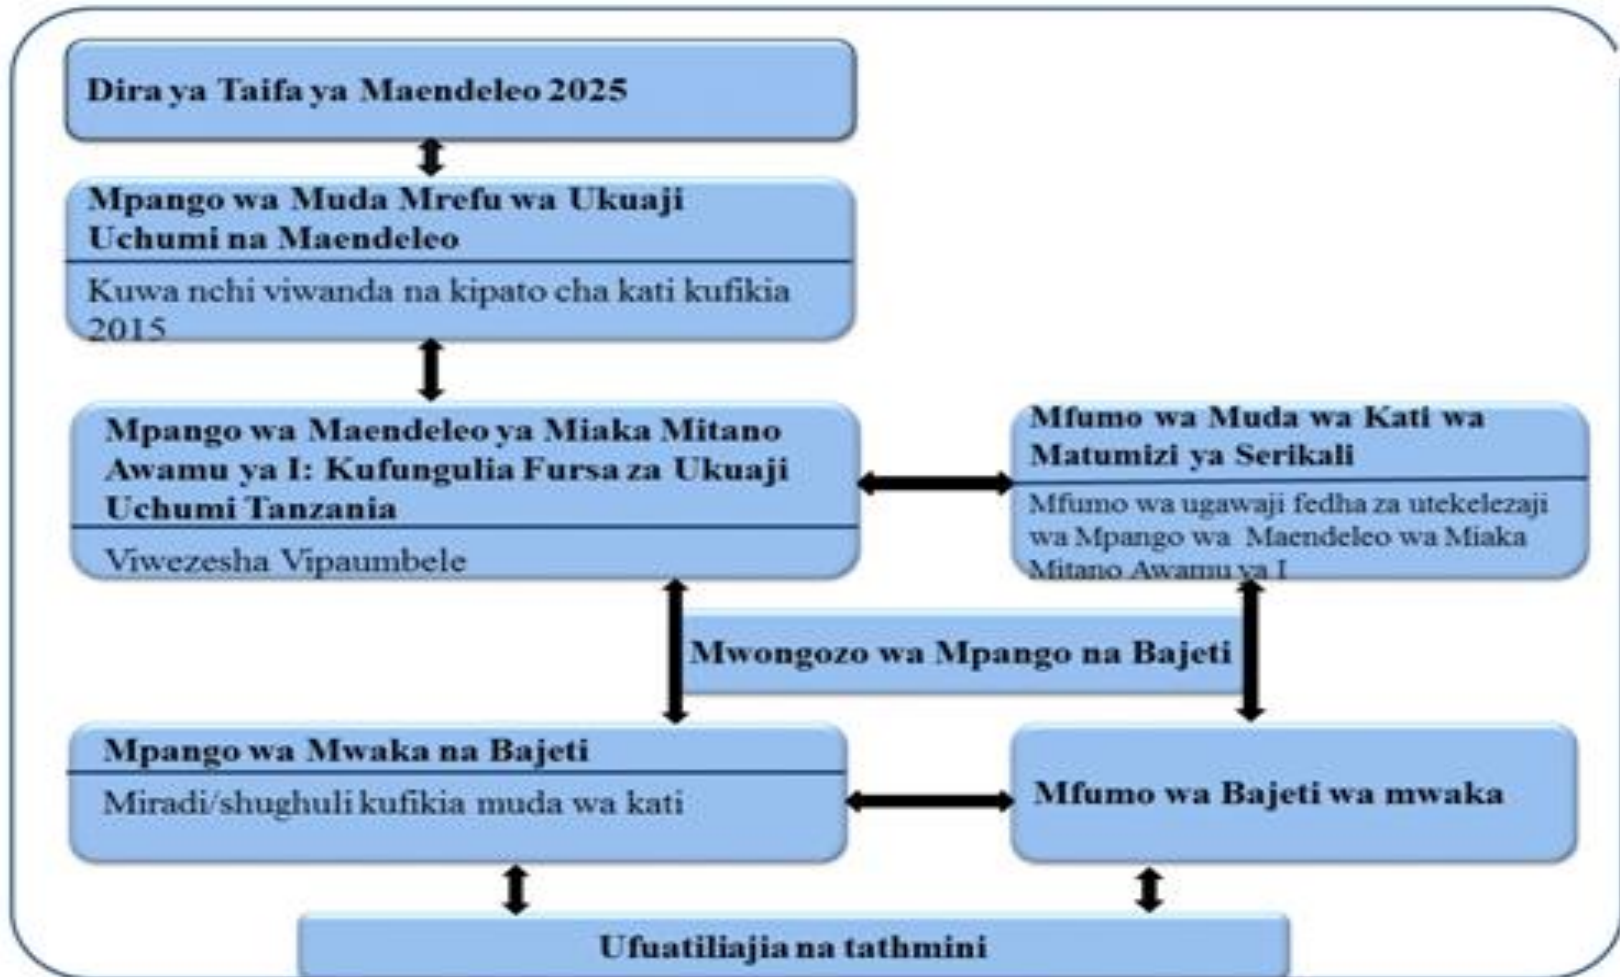 Dira ya Taifa ya Maendeleo 2025
Mpango wa Muda Mrefu wa Ukuaji
Uchumi na Maendeleo
Kuwa nchi viwanda na kipato cha kati kufikia
2015
Mpango wa Maendeleo ya Miaka Mitano
Awamu ya I: Kufungulia Fursa za Ukuaji
Uchumi Tanzania
Viwezesha Vipaumbele
Mfumo wa Muda wa Kati wa
Matumizi ya Serikali
Mfumo wa ugawaji fedha za utekelezaji
wa Mpango wa Maendeleo wa Miaka
Mitano Awamu ya I
Mwongozo wa Mpango na Bajeti
Mpango wa Mwaka na Bajeti
Miradi/shughuli kufikia muda wa kati
Mfumo wa Bajeti wa mwaka
Ufuatiliajia na tathmini